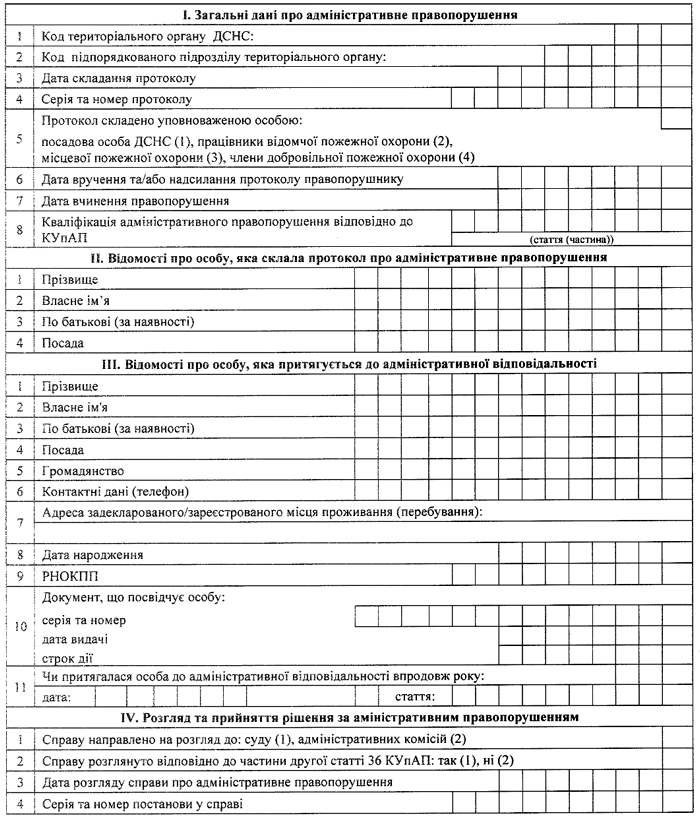 I. Загальні дані про адміністративне правопорушення
1 Код територіального органу ДСНС:
2 Код підпорядкованого підрозділу територіального органу:
3 Дата складання протоколу
4 Серія та номер протоколу
5 Протокол складено уповноваженою особою:
посадова особа ДСНС (1), працівники відомчої пожежної охорони (2),
місцевої пожежної охорони (3), члени добровільної пожежної охорони (4)
6 Дата вручення та/або надсилання протоколу правопорушнику
7 Дата вчинення правопорушення
8 Кваліфікація адміністративного правопорушення відповідно до
КУпАП
(стаття (частина))
II. Відомості про особу, яка склала протокол про адміністративне правопорушення
1 Прізвище
2 Власне ім’я
3 По батькові (за наявності)
4 Посада
III. Відомості про особу, яка притягується до адміністративної відповідальності
1 Прізвище
2 Власне ім'я
3 По батькові (за наявності)
4 Посада
5 Громадянство
6 Контактні дані (телефон)
7 Адреса задекларованого/зареєстрованого місця проживання (перебування):
8 Дата народження
9 РНОКПП
10 Документ, що посвідчує особу:
серія та номер
дата видачі
строк дії
11 Чи притягалася особа до адміністративної відповідальності впродовж року:
дата: стаття:
IV. Розгляд та прийняття рішення за аміністративним правопорушенням
1 Справу направлено на розгляд до: суду (1), адміністративних комісій (2)
2 Справу розглянуто відповідно до частини другої статті 36 КУпАП: так (1), ні (2)
3 Дата розгляду справи про адміністративне правопорушення
4 Серія та номер постанови у справі